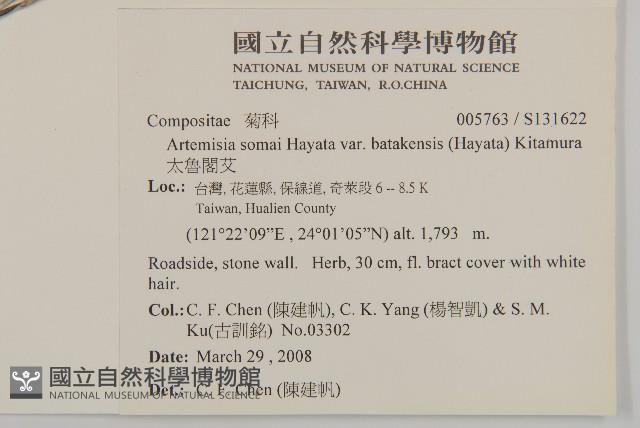 國立自然科學博物館
NATIONAL MUSEUM OF NATURAL SCIENCE
TAICHUNG, TAIWAN, R.O.CHINA
Compositae 菊科 005763 / S131622
Artemisia somai Hayata var. batakensis (Hayata) Kitamura
太魯閣艾
Loc.: 台灣, 花蓮縣, 保線道, 奇萊段 6 -- 8.5 K
Taiwan, Hualien County
(121°22'09”E , 24°01'05”N) alt. 1,793 m.
Roadside, stone wall. Herb, 30 cm, fl. bract cover with white
hair.
Col.: C. F. Chen (陳建帆), C. K. Yang (楊智凱) & S. M.
Ku(古訓銘) No.03302
Date: March 29 , 2008
Det.: C. F. Chen (陳建帆)
國立自然科學博物館
NATIONAL MUSEUM OF NATURAL SCIENCE